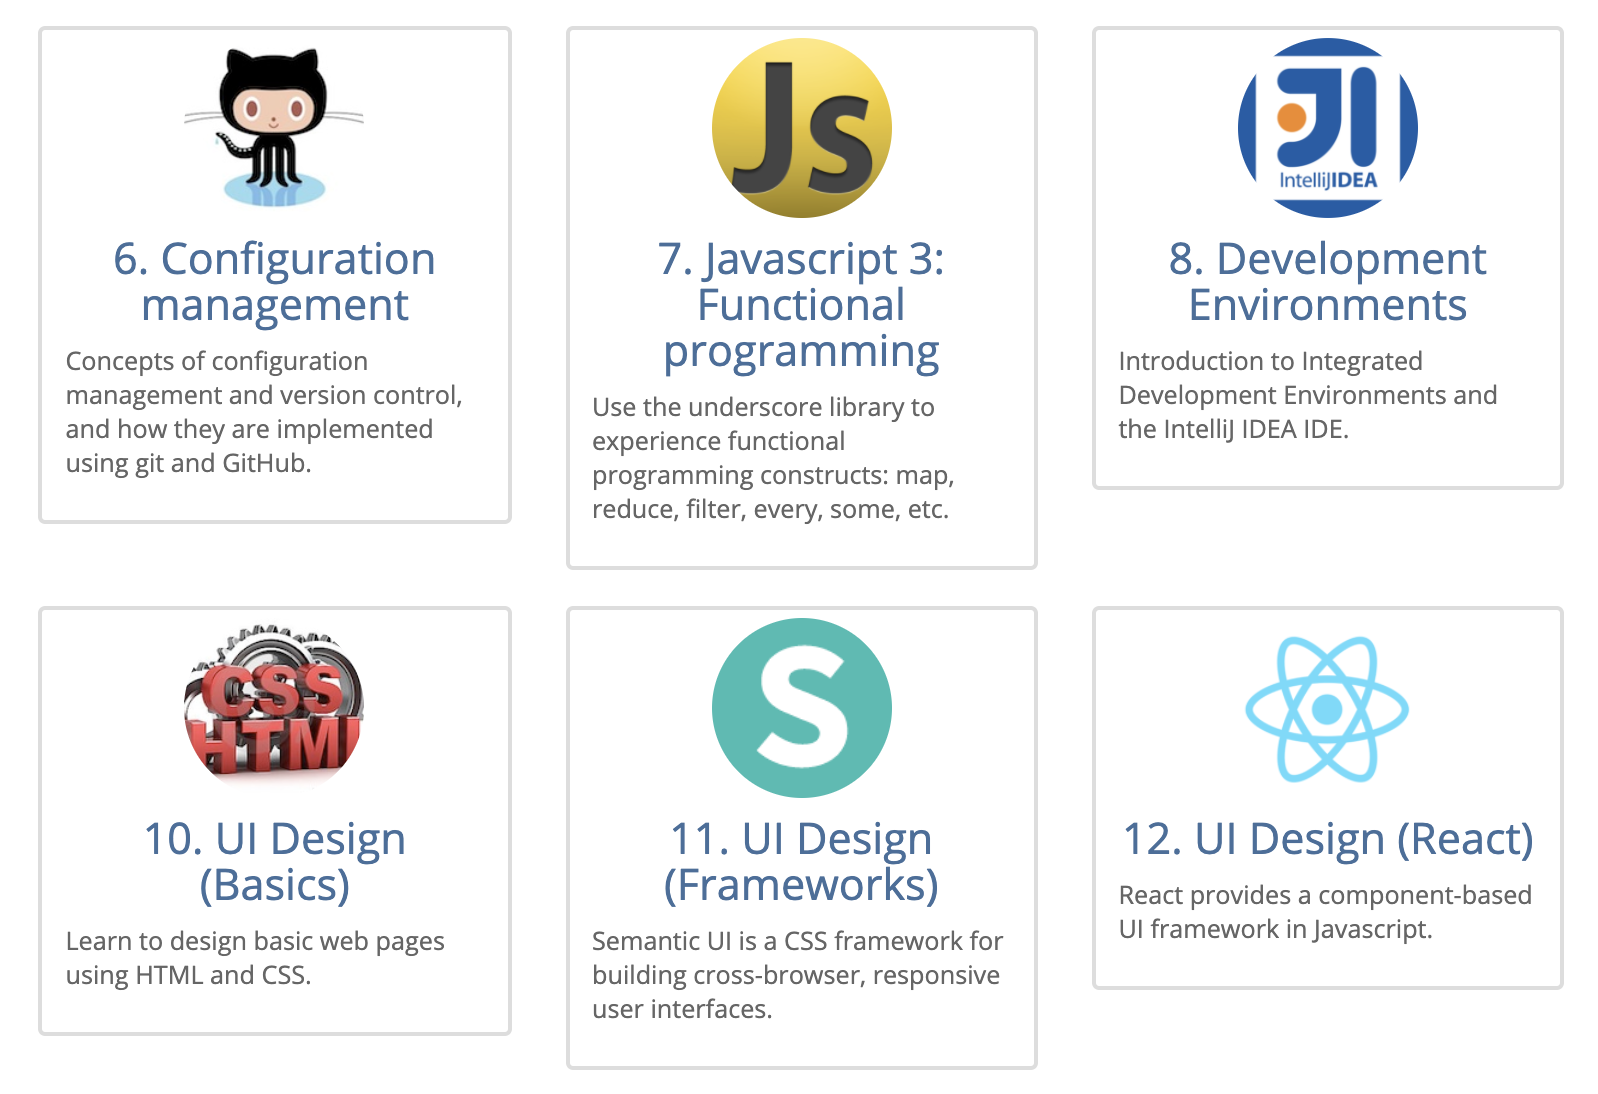 Js
JI
IntelliJIDEA
6. Configuration
management
Concepts of configuration
management and version control,
and how they are implemented
using git and GitHub.
7. Javascript 3:
Functional
programming
Use the underscore library to
experience functional
programming constructs: map,
reduce, filter, every, some, etc.
8. Development
Environments
Introduction to Integrated
Development Environments and
the IntelliJ IDEA IDE.
CSS
HTML
S
10. UI Design
(Basics)
Learn to design basic web pages
using HTML and CSS.
11. UI Design
(Frameworks)
Semantic UI is a CSS framework for
building cross-browser, responsive
user interfaces.
12. UI Design (React)
React provides a component-based
UI framework in Javascript.